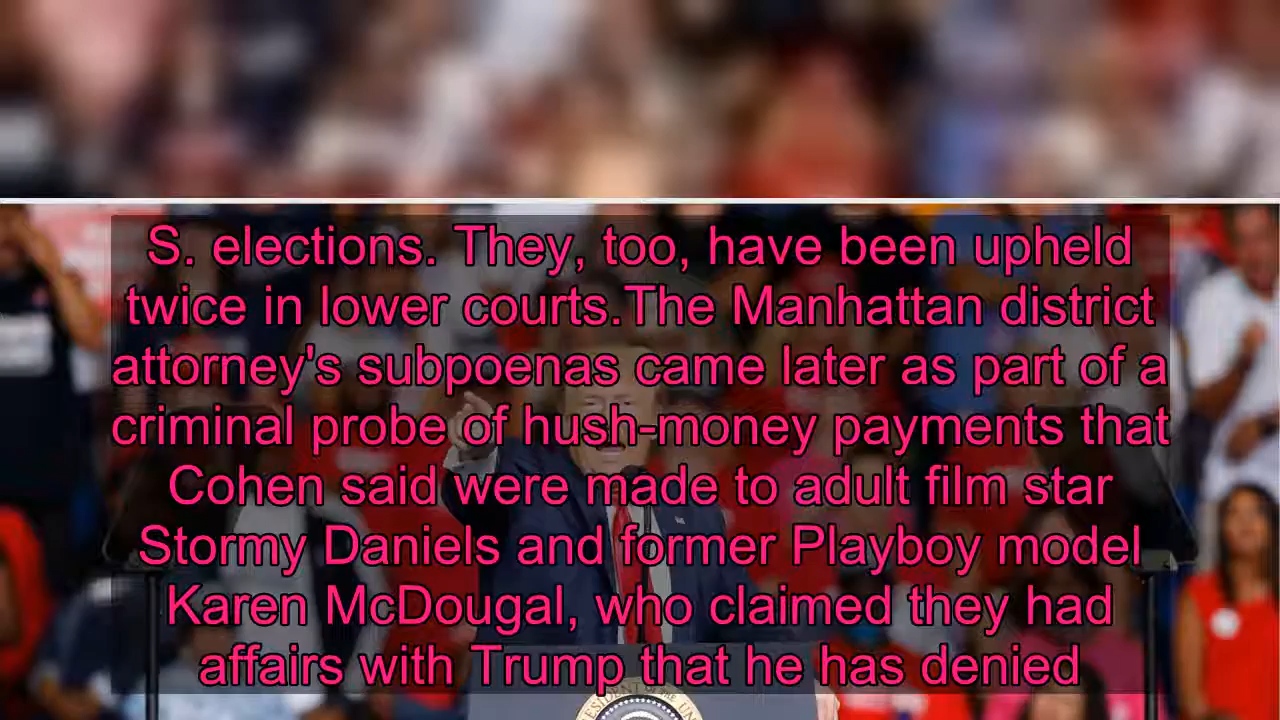 S. elections. They, too, have been upheld
twice in lower courts.The Manhattan district
attorney's subpoenas came later as part of a
criminal probe of hush-money payments that
Cohen said were made to adult film star
Stormy Daniels and former Playboy model
Karen McDougal, who claimed they had
affairs with Trump that he has denied